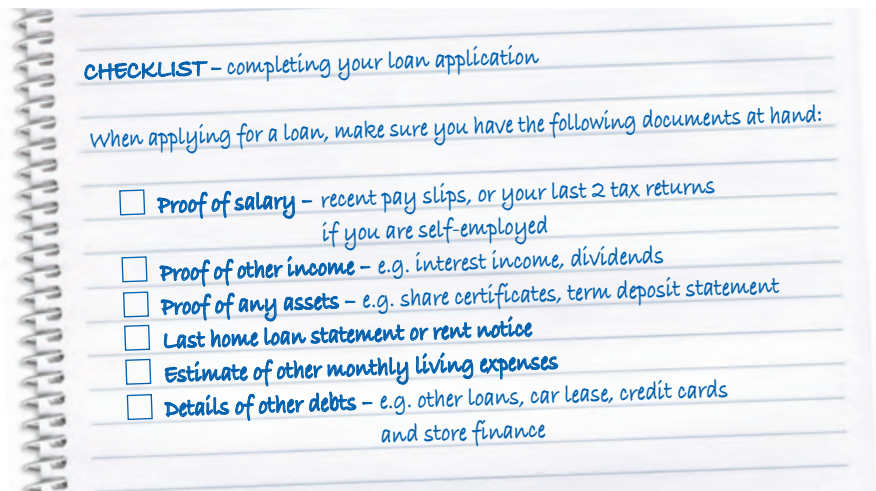 CHECKLIST – completing your loan application
When applying for a loan, make sure you have the following documents at hand:
Proof of salary – recent pay slips, or your last 2 tax returns
if you are self-employed
Proof of other income – e.g. interest income, dividends
Proof of any assets – e.g. share certificates, term deposit statement
Last home loan statement or rent notice
Estimate of other monthly living expenses
Details of other debts – e.g. other loans, car lease, credit cards
and store finance